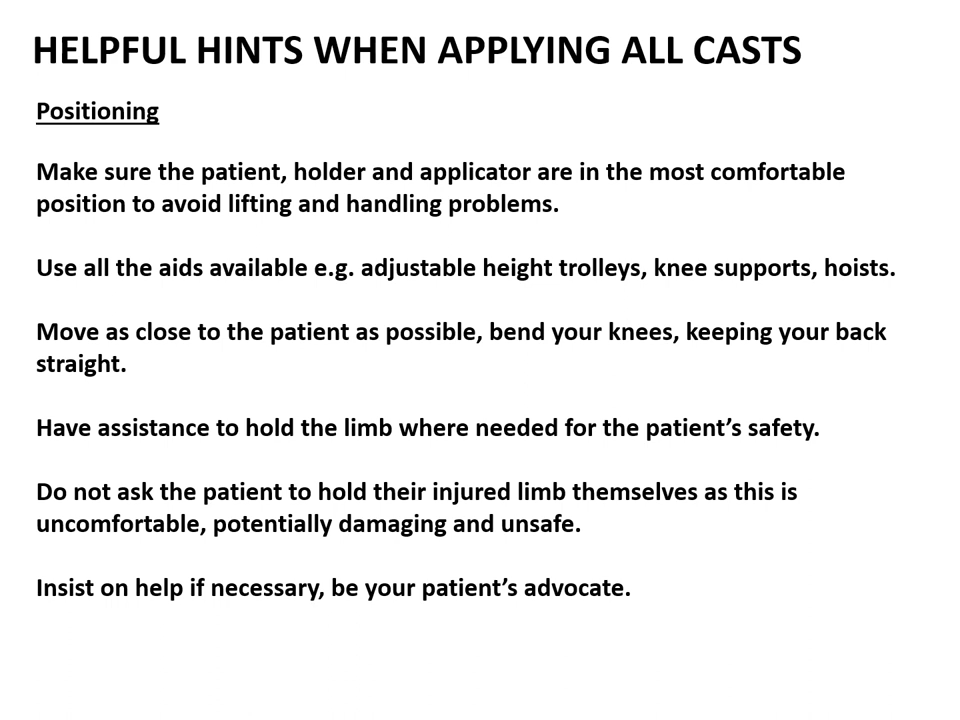 HELPFUL HINTS WHEN APPLYING ALL CASTS
Positioning
Make sure the patient, holder and applicator are in the most comfortable
position to avoid lifting and handling problems.
Use all the aids available e.g. adjustable height trolleys, knee supports, hoists.
Move as close to the patient as possible, bend your knees, keeping your back
straight.
Have assistance to hold the limb where needed for the patient’s safety.
Do not ask the patient to hold their injured limb themselves as this is
uncomfortable, potentially damaging and unsafe.
Insist on help if necessary, be your patient’s advocate.